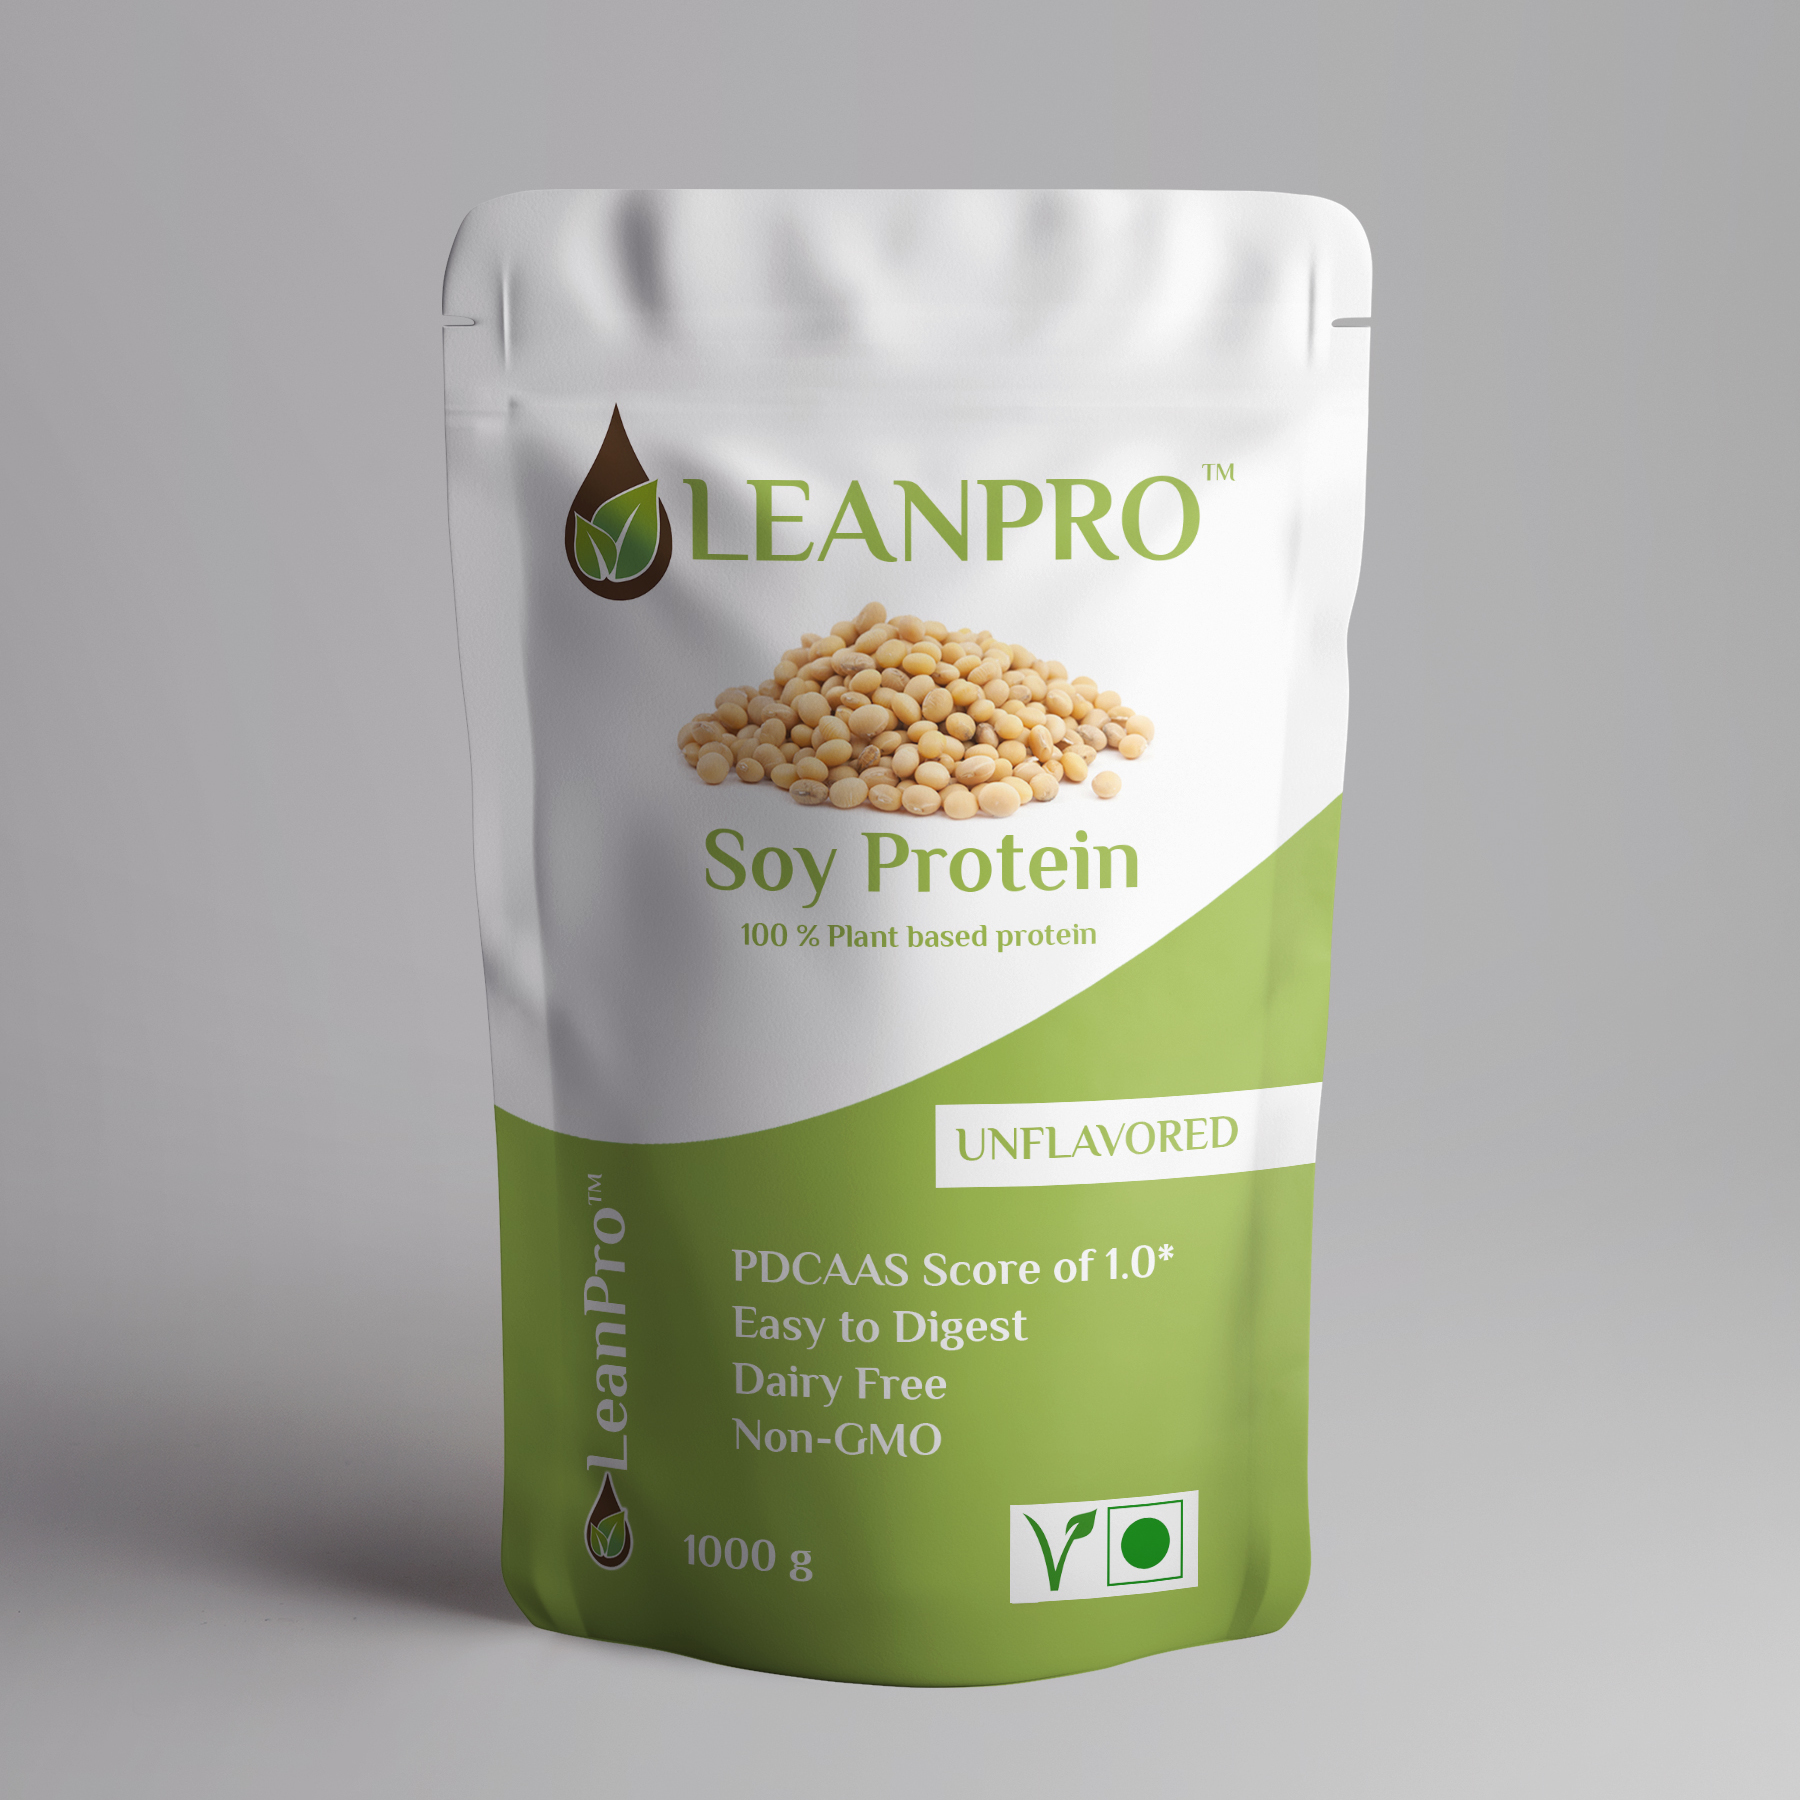 LEANPRO™
Soy Protein
100 % Plant based protein
UNFLAVORED
PDCAAS Score of 1.0*
Easy to Digest
Dairy Free
Non-GMO
LeanPro™
1000 g